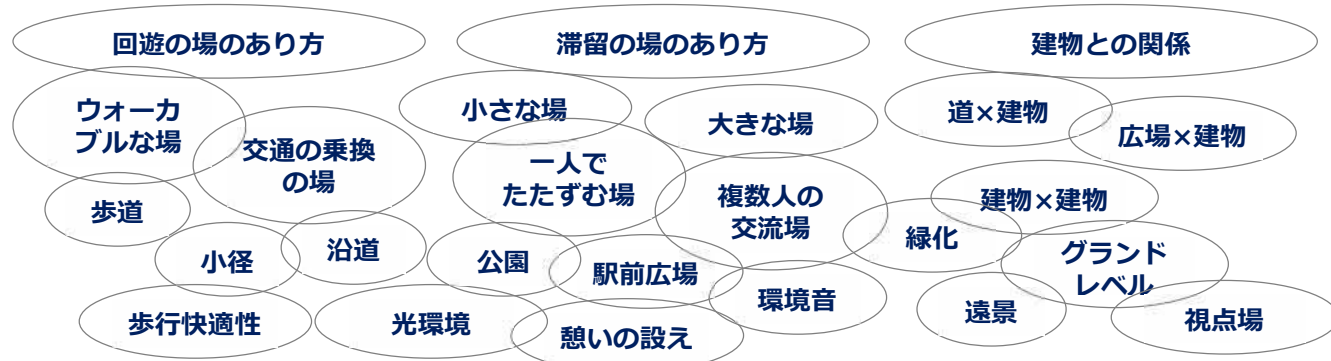 回遊の場のあり方
滞留の場のあり方
建物との関係
ウォーカ
ブルな場
交通の乗換
の場
歩道
小径
沿道
歩行快適性
小さな場
大きな場
一人で
たたずむ場
複数人の
交流場
公園
駅前広場
環境音
光環境
憩いの設え
道×建物
広場×建物
建物×建物
緑化
グランド
レベル
遠景
視点場